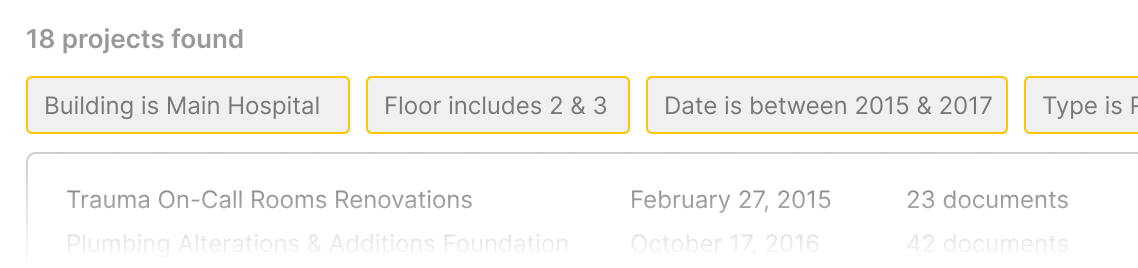 18 projects found
Building is Main Hospital Floor includes 2 & 3 Date is between 2015 & 2017 Type is
Trauma On-Call Rooms Renovations February 27, 2015 23 documents
Plumbing Alterations & Additions Foundation October 17, 2016 42 documents